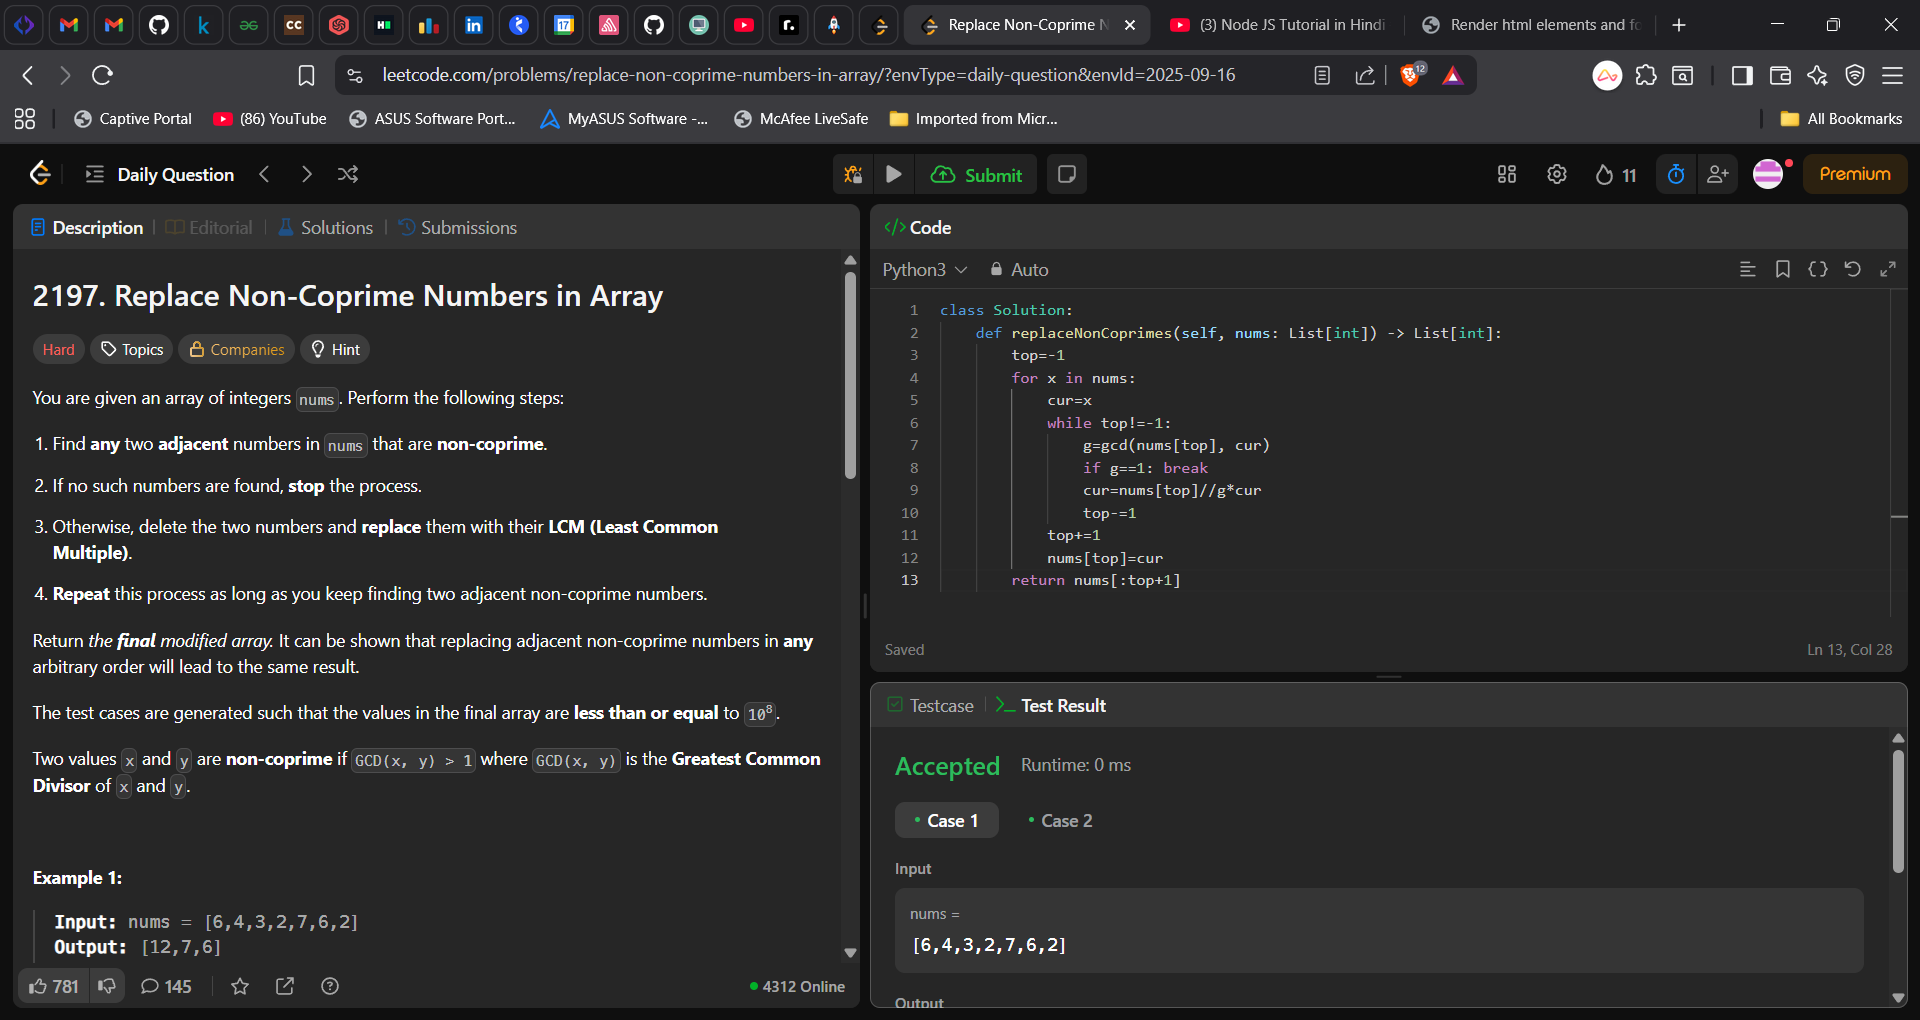 Replace Non-Coprime N
(3) Node JS Tutorial in Hindi
Render html elements and fo
leetcode.com/problems/replace-non-coprime-numbers-in-array/?envType=daily-question&envId=2025-09-16
12
Captive Portal
(86) YouTube
ASUS Software Port...
MyASUS Software -...
McAfee LiveSafe
Imported from Micr...
All Bookmarks
Daily Question
Submit
11
Premium
Description
Editorial
Solutions
Submissions
2197. Replace Non-Coprime Numbers in Array
Hard
Topics
Companies
Hint
You are given an array of integers nums. Perform the following steps:
1. Find any two adjacent numbers in nums that are non-coprime.
2. If no such numbers are found, stop the process.
3. Otherwise, delete the two numbers and replace them with their LCM (Least Common
Multiple).
4. Repeat this process as long as you keep finding two adjacent non-coprime numbers.
Return the final modified array. It can be shown that replacing adjacent non-coprime numbers in any
arbitrary order will lead to the same result.
The test cases are generated such that the values in the final array are less than or equal to 10⁸.
Two values x and y are non-coprime if GCD(x, y) > 1 where GCD(x, y) is the Greatest Common
Divisor of x and y.
Example 1:
Input: nums = [6,4,3,2,7,6,2]
Output: [12,7,6]
781
145
4312 Online
</> Code
Python3
Auto
1 class Solution:
2 def replaceNonCoprimes(self, nums: List[int]) -> List[int]:
3 top=-1
4 for x in nums:
5 cur=x
6 while top!=-1:
7 g=gcd(nums[top], cur)
8 if g==1: break
9 cur=nums[top]//g*cur
10 top-=1
11 top+=1
12 nums[top]=cur
13 return nums[:top+1]
Saved
Ln 13, Col 28
Testcase
Test Result
Accepted
Runtime: 0 ms
Case 1
Case 2
Input
nums =
[6,4,3,2,7,6,2]
Output